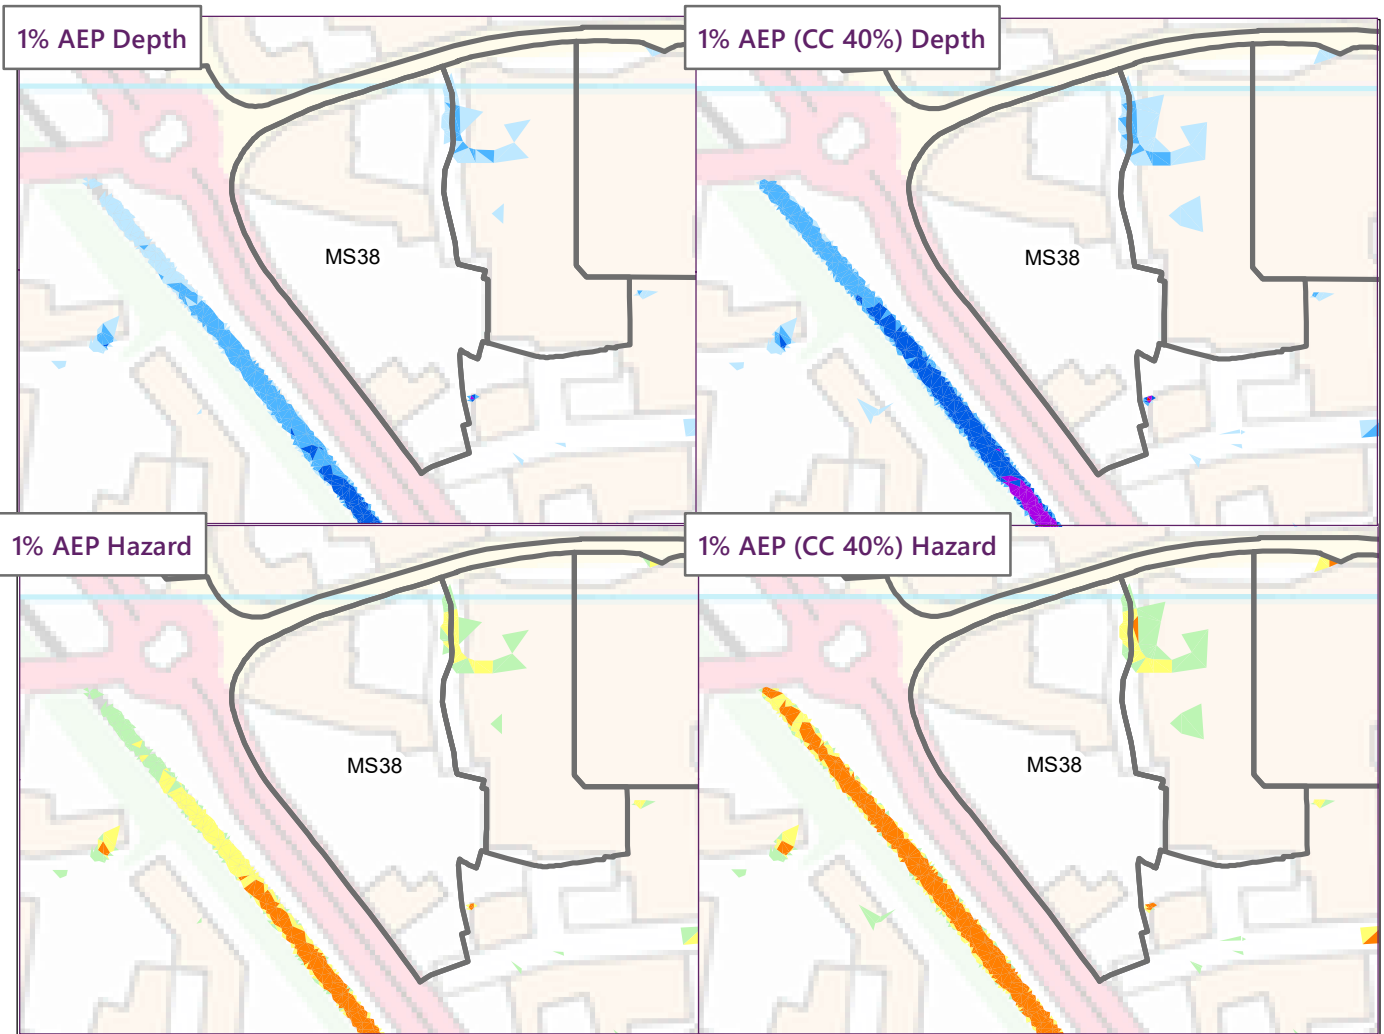 1% AEP Depth
1% AEP (CC 40%) Depth
MS38
MS38
1% AEP Hazard
1% AEP (CC 40%) Hazard
MS38
MS38